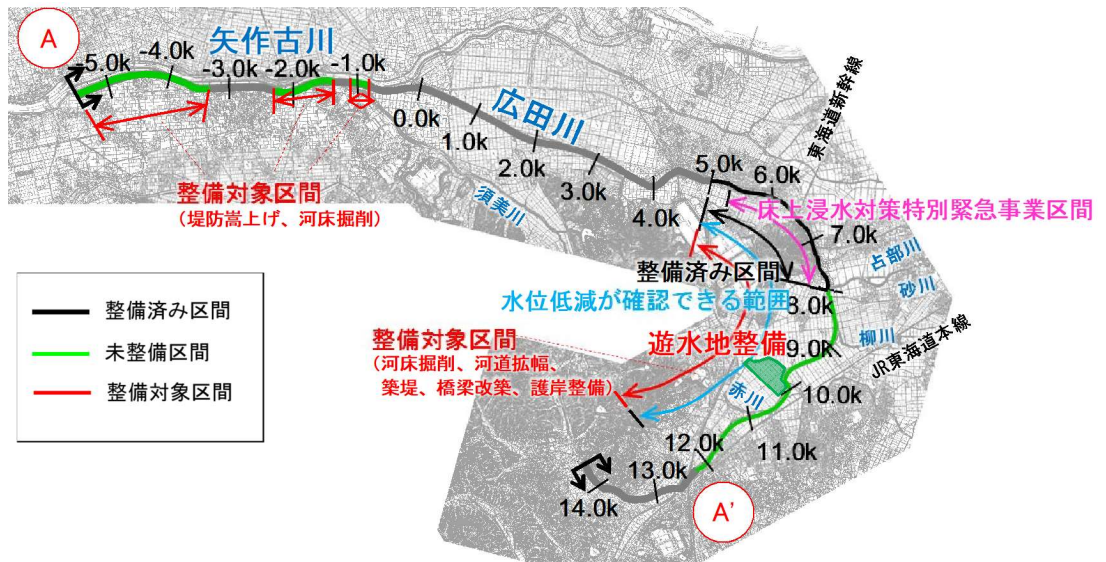 A
矢作古川
-5.0k
-4.0k
-3.0k
-2.0k
-1.0k
0.0k
広田川
1.0k
2.0k
3.0k
4.0k
5.0k
6.0k
東海道新幹線
整備対象区間
(堤防嵩上げ、河床掘削)
須美川
床上浸水対策特別緊急事業区間
7.0k
占部川
整備済み区間
砂川
水位低減が確認できる範囲
8.0k
柳川
JR東海道本線
整備済み区間
未整備区間
整備対象区間
整備対象区間
(河床掘削、河道拡幅、
築堤、橋梁改築、護岸整備)
遊水地整備
9.0k
赤川
10.0k
11.0k
12.0k
13.0k
14.0k
A'